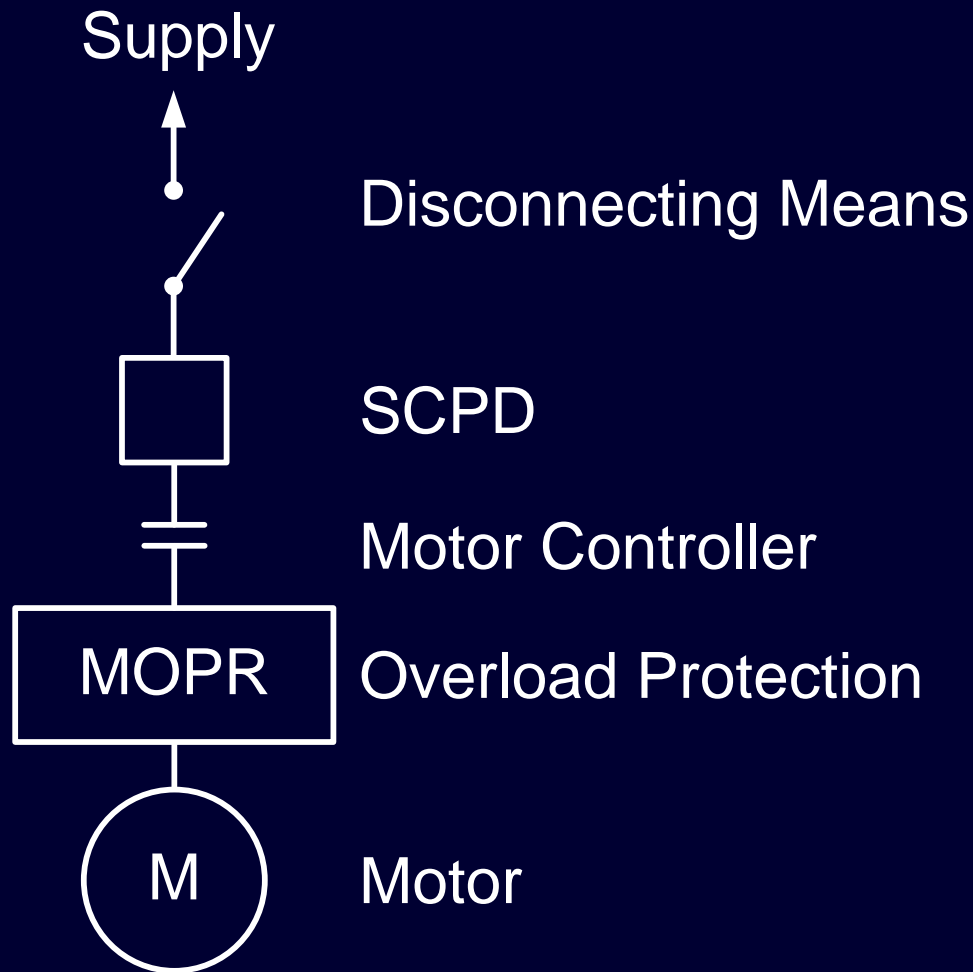 Supply
Disconnecting Means
SCPD
Motor Controller
MOPR
Overload Protection
M
Motor